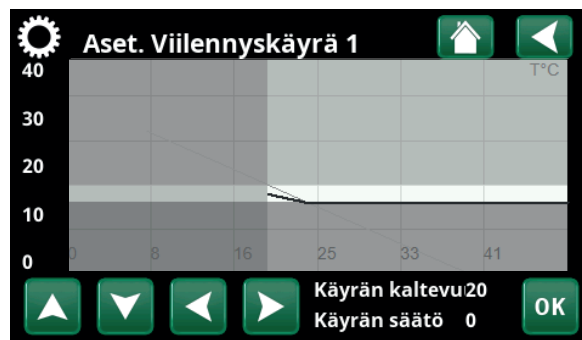 Aset. Viilennyskäyrä 1
T°C
40
30
20
10
0
0 8 16 25 33 41
Käyrän kaltevu 20
Käyrän säätö 0
OK